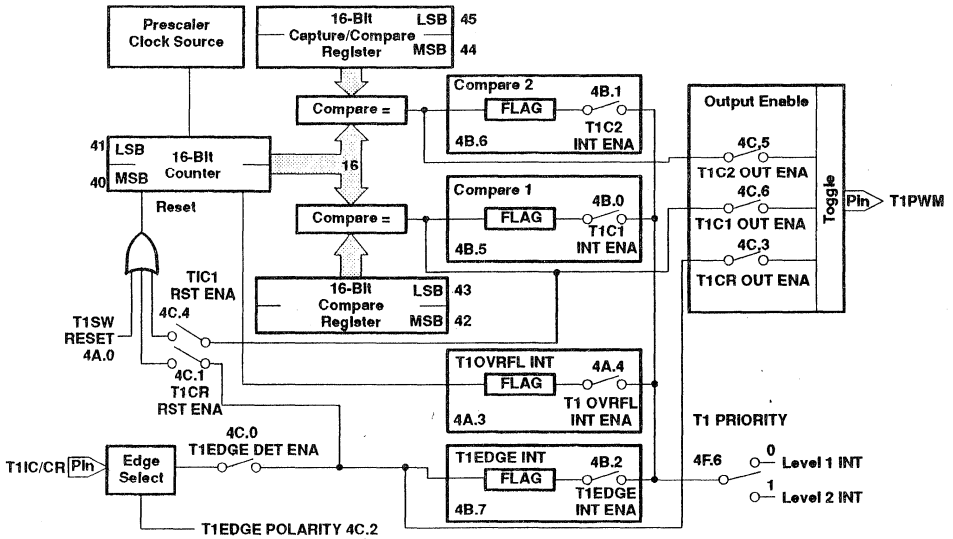 Prescaler
Clock Source
16-Bit
Capture/Compare
Register
LSB
MSB
45
44
Compare =
Compare 2
FLAG
4B.1
T1C2
INT ENA
4B.6
Output Enable
4C,5
T1C2 OUT ENA
4C.6
T1C1 OUT ENA
4C,3
T1CR OUT ENA
Toggle
Pin
T1PWM
41
LSB
16-Bit
Counter
MSB
40
16
Reset
Compare =
Compare 1
FLAG
4B.0
T1C1
INT ENA
4B.5
16-Bit
Compare
Register
LSB
MSB
43
42
TIC1
RST ENA
4C.4
T1SW
RESET
4A.0
4C.1
T1CR
RST ENA
T1OVRFL INT
FLAG
4A.4
T1 OVRFL
INT ENA
4A.3
T1 PRIORITY
4F.6
0
Level 1 INT
1
Level 2 INT
T1IC/CR
Pin
Edge
Select
4C.0
T1EDGE DET ENA
T1EDGE INT
FLAG
4B.2
T1EDGE
INT ENA
4B.7
T1EDGE POLARITY 4C.2